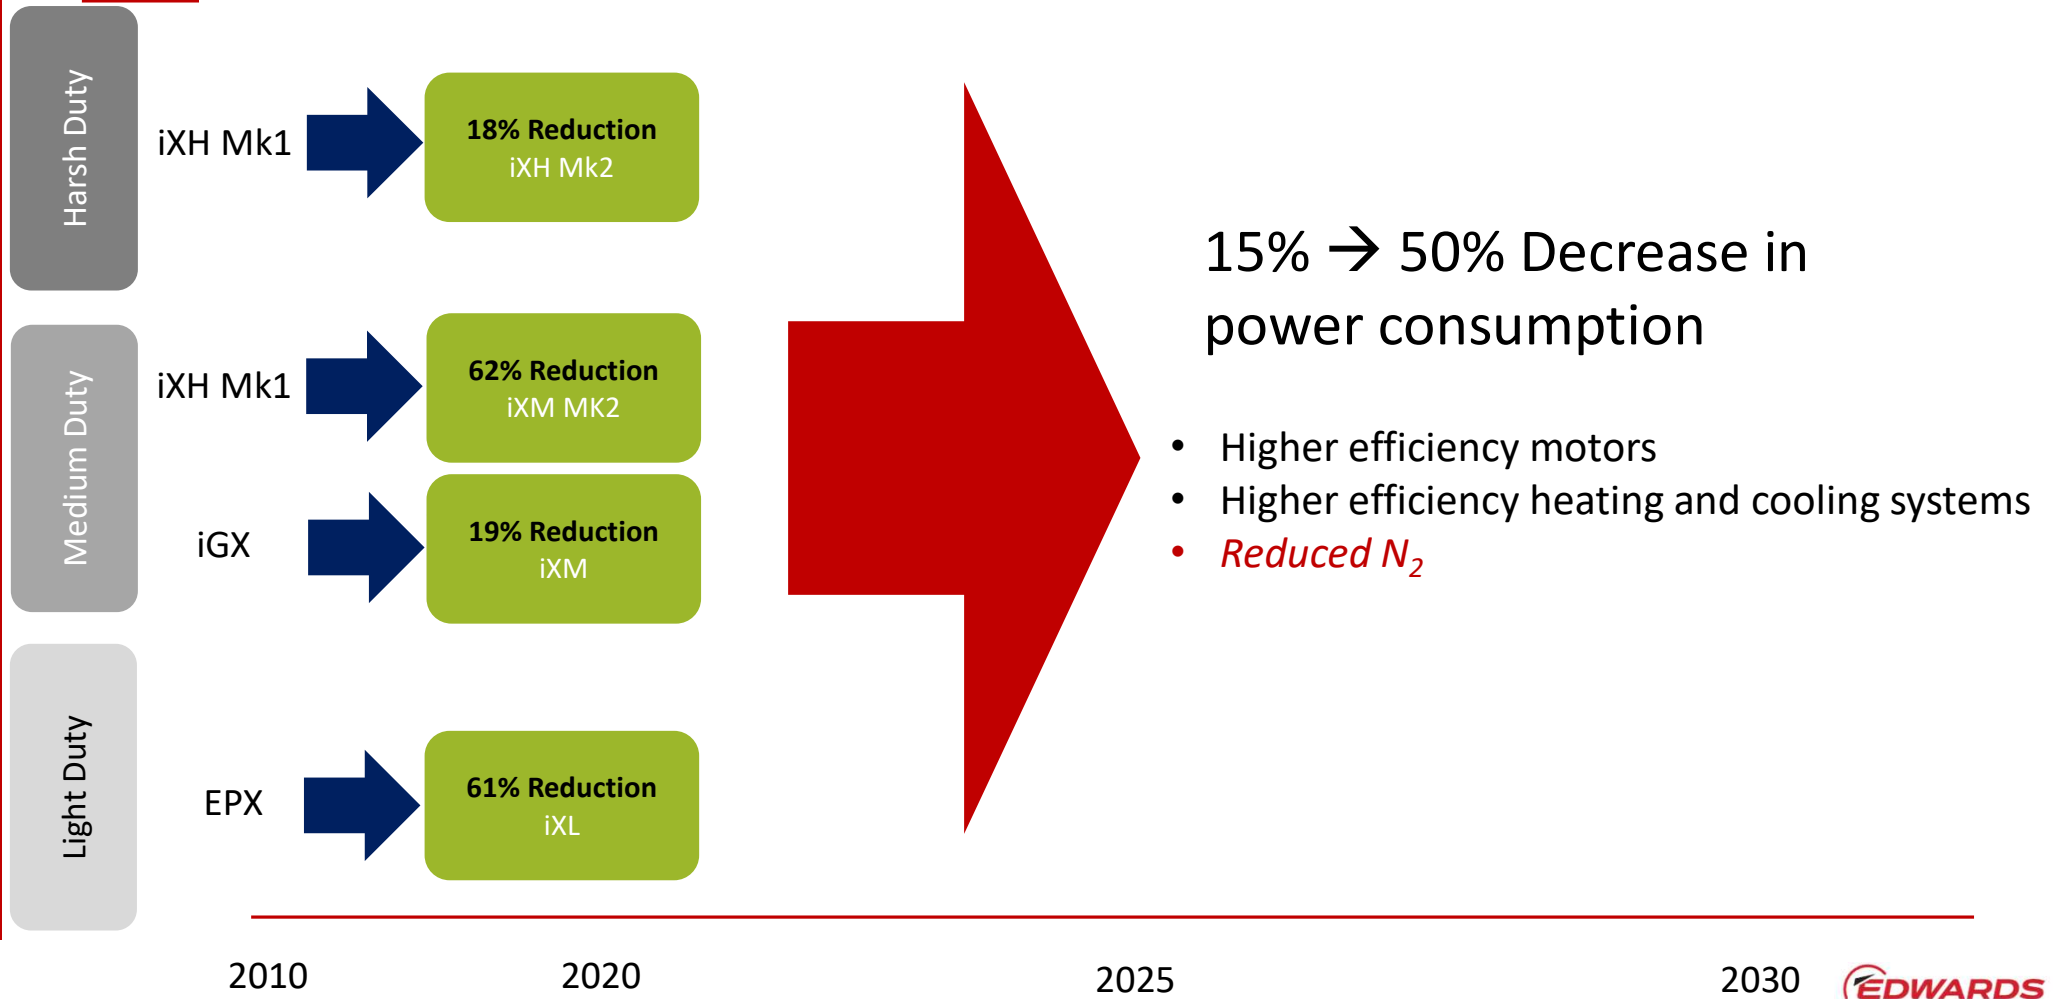 Harsh Duty
iXH Mk1
18% Reduction
iXH Mk2
Medium Duty
iXH Mk1
62% Reduction
iXM MK2
iGX
19% Reduction
iXM
Light Duty
EPX
61% Reduction
iXL
15% → 50% Decrease in
power consumption
• Higher efficiency motors
• Higher efficiency heating and cooling systems
• Reduced N₂
2010
2020
2025
2030
EDWARDS